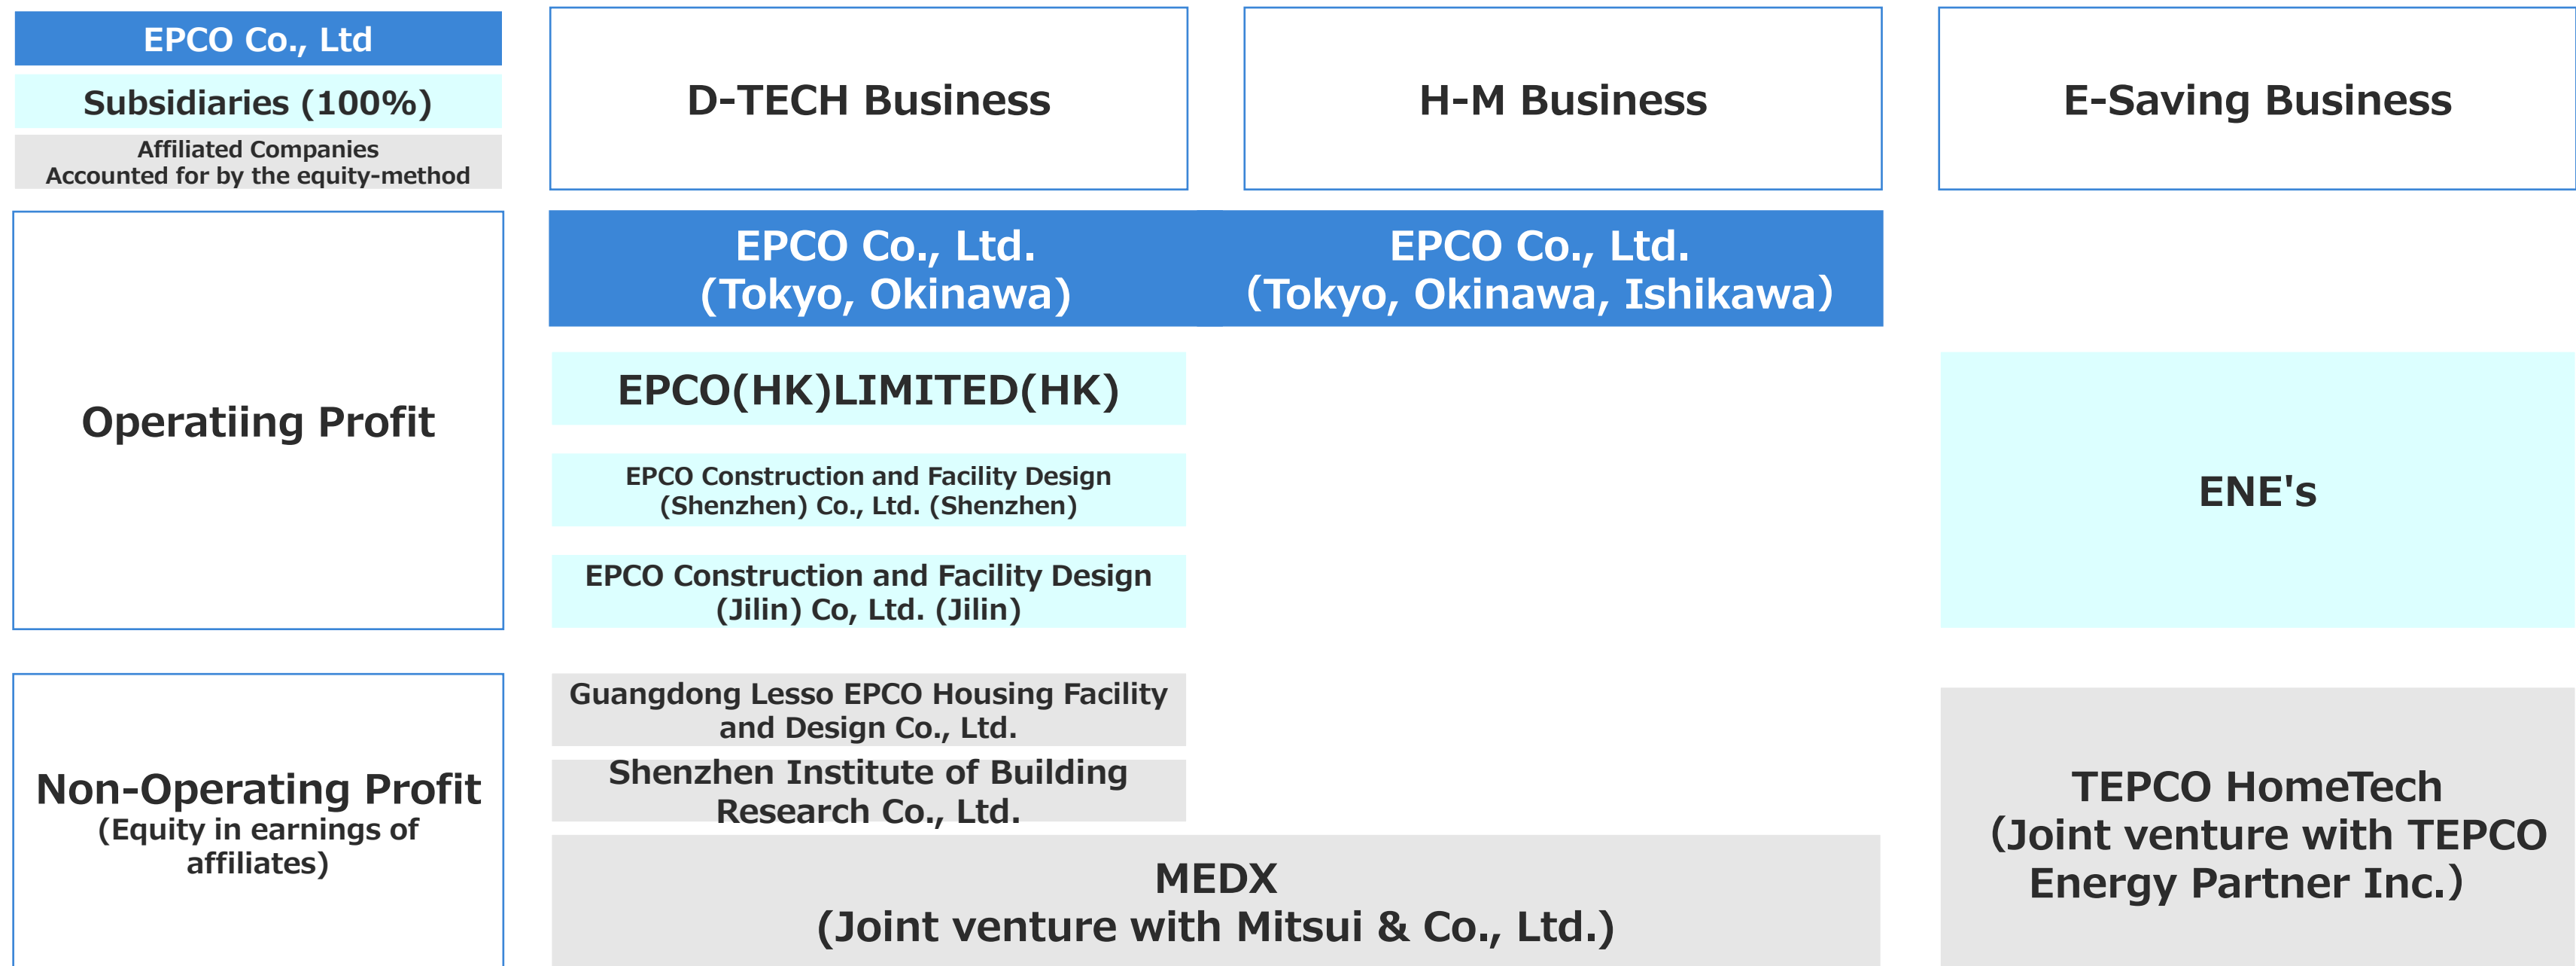 EPCO Co., Ltd
Subsidiaries (100%)
Affiliated Companies
Accounted for by the equity-method
D-TECH Business
H-M Business
E-Saving Business
Operatiing Profit
EPCO Co., Ltd.
(Tokyo, Okinawa)
EPCO Co., Ltd.
(Tokyo, Okinawa, Ishikawa)
EPCO(HK)LIMITED(HK)
EPCO Construction and Facility Design
(Shenzhen) Co., Ltd. (Shenzhen)
EPCO Construction and Facility Design
(Jilin) Co, Ltd. (Jilin)
ENE's
Non-Operating Profit
(Equity in earnings of
affiliates)
Guangdong Lesso EPCO Housing Facility
and Design Co., Ltd.
Shenzhen Institute of Building
Research Co., Ltd.
MEDX
(Joint venture with Mitsui & Co., Ltd.)
TEPCO HomeTech
(Joint venture with TEPCO
Energy Partner Inc.)